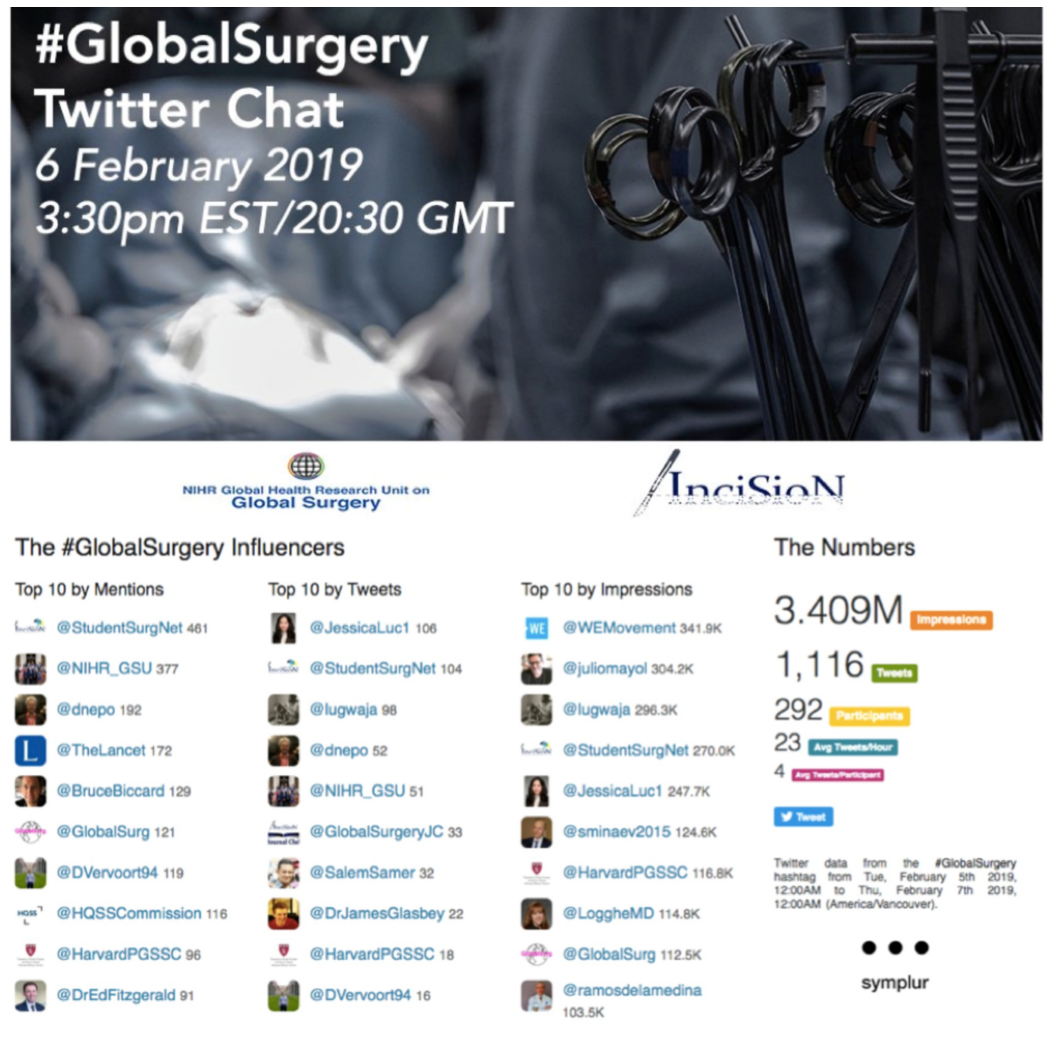 #GlobalSurgery
Twitter Chat
6 February 2019
3:30pm EST/20:30 GMT
NIHR Global Health Research Unit on
Global Surgery
InciSioN
The #GlobalSurgery Influencers
Top 10 by Mentions
@StudentSurgNet 461
@NIHR_GSU 377
@dnepo 192
L
@TheLancet 172
@BruceBiccard 129
@GlobalSurg 121
@DVervoort94 119
HQSS
@HQSSCommission 116
@HarvardPGSSC 96
@DrEdFitzgerald 91
Top 10 by Tweets
@JessicaLuc1 106
@StudentSurgNet 104
@lugwaja 98
@dnepo 52
@NIHR_GSU 51
@GlobalSurgeryJC 33
@SalemSamer 32
@DrJamesGlasbey 22
@HarvardPGSSC 18
@DVervoort94 16
Top 10 by Impressions
WE
@WEMovement 341.9K
@juliomayol 304.2K
@lugwaja 296.3K
@StudentSurgNet 270.0K
@JessicaLuc1 247.7K
@sminaev2015 124.6K
@HarvardPGSSC 116.8K
@LoggheMD 114.8K
@GlobalSurg 112.5K
@ramosdelamedina
103.5K
The Numbers
3.409M Impressions
1,116 Tweets
292 Participants
23 Avg Tweets/Hour
4 Avg Tweets/Participant
Tweet
Twitter data from the #GlobalSurgery
hashtag from Tue, February 5th 2019,
12:00AM to Thu, February 7th 2019,
12:00AM (America/Vancouver).
symplur